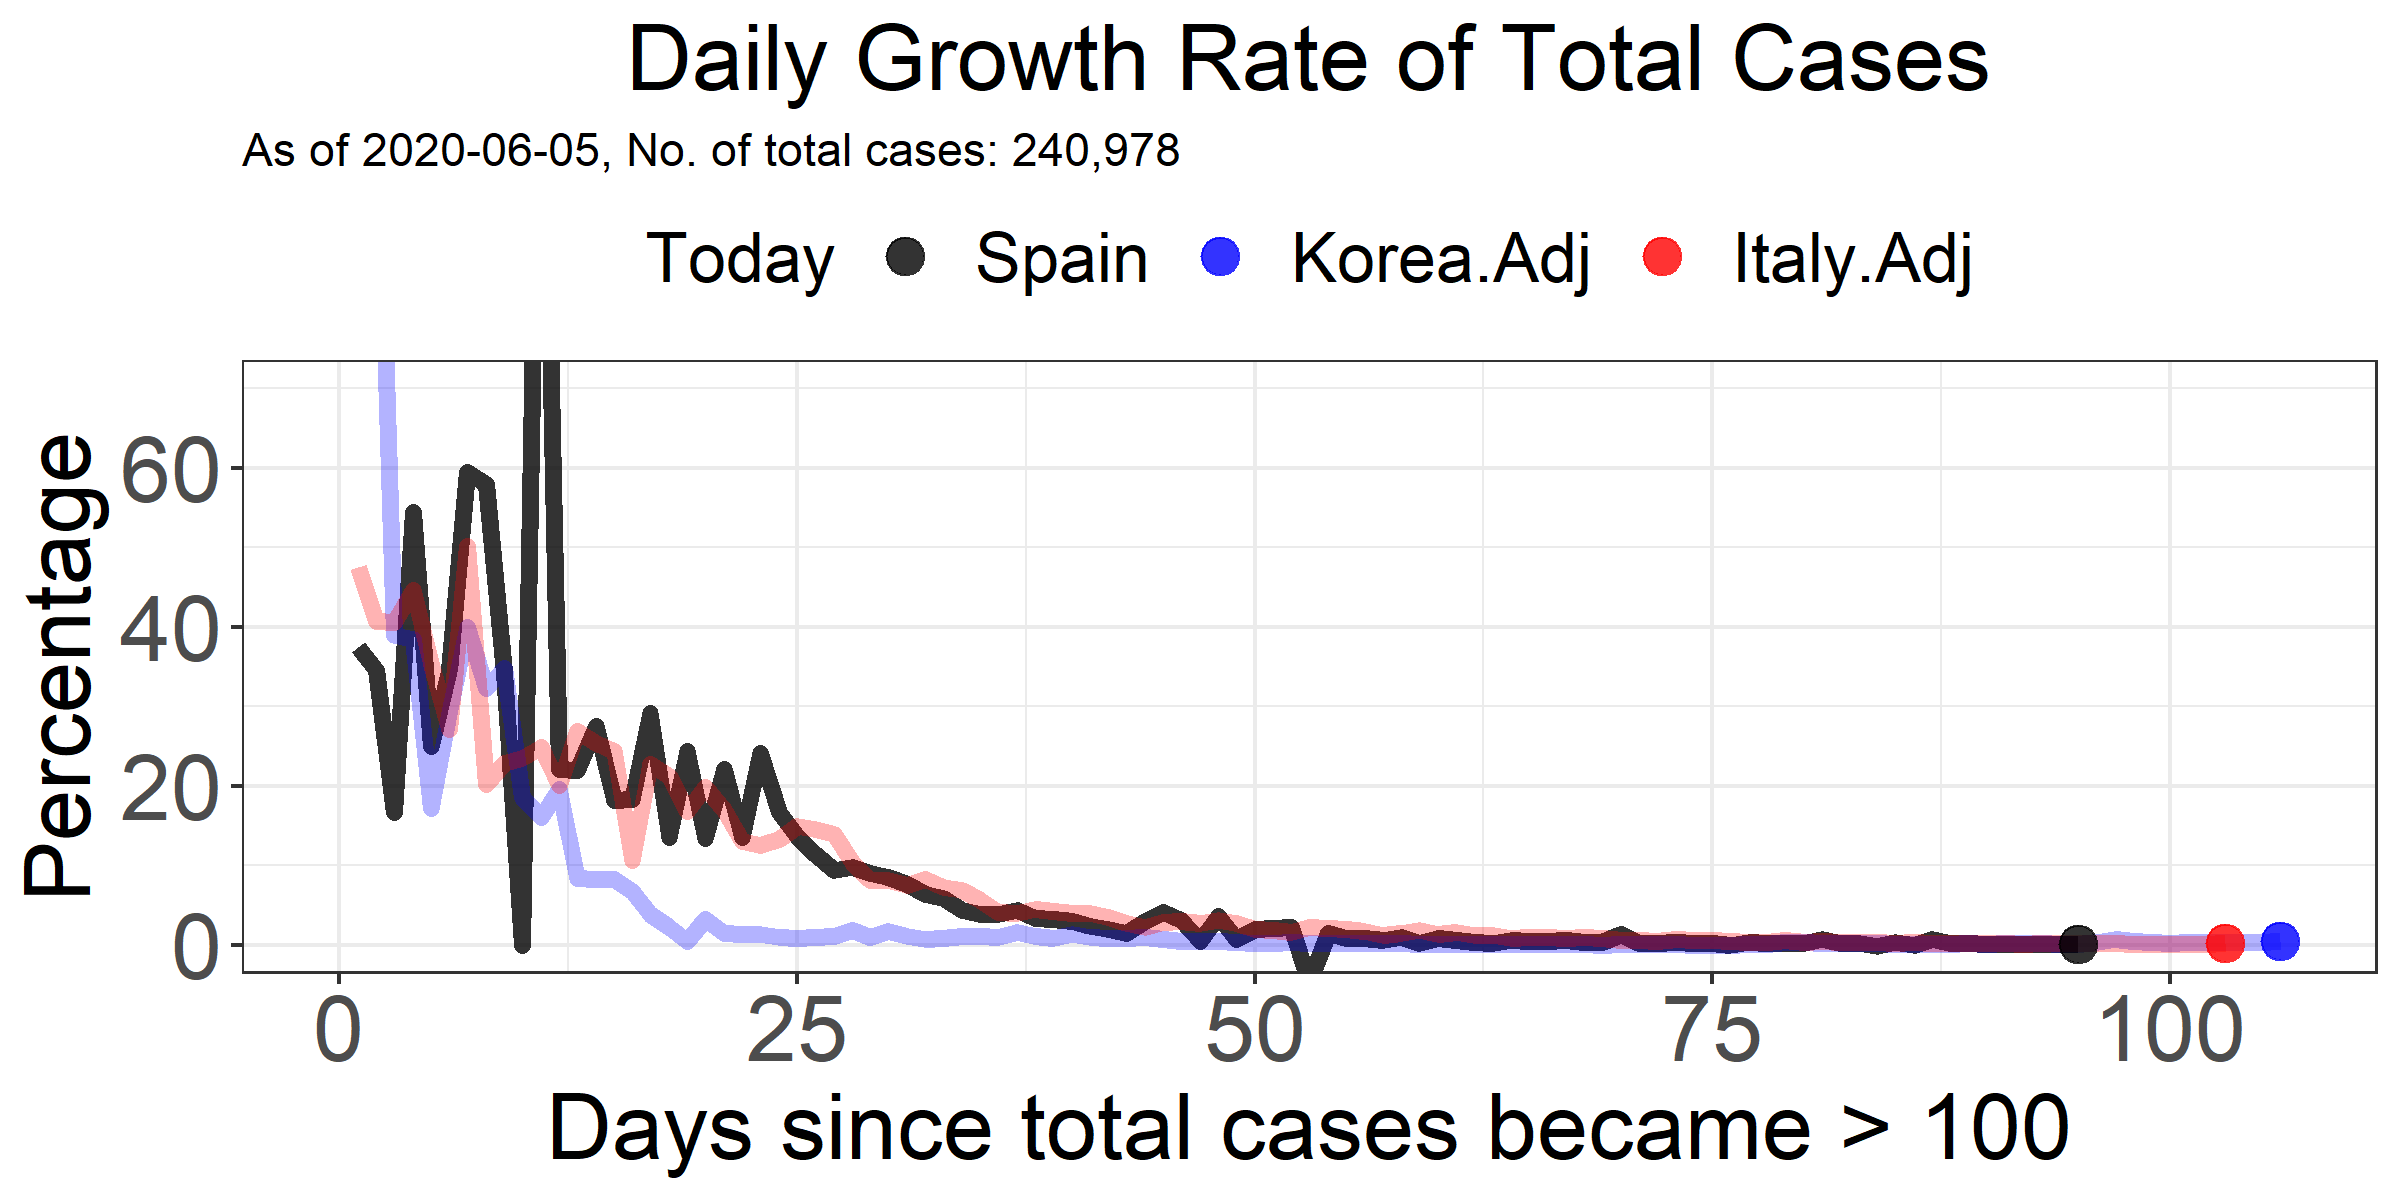 Daily Growth Rate of Total Cases
As of 2020-06-05, No. of total cases: 240,978
Today Spain Korea.Adj Italy.Adj
Percentage
60
40
20
0
0 25 50 75 100
Days since total cases became > 100